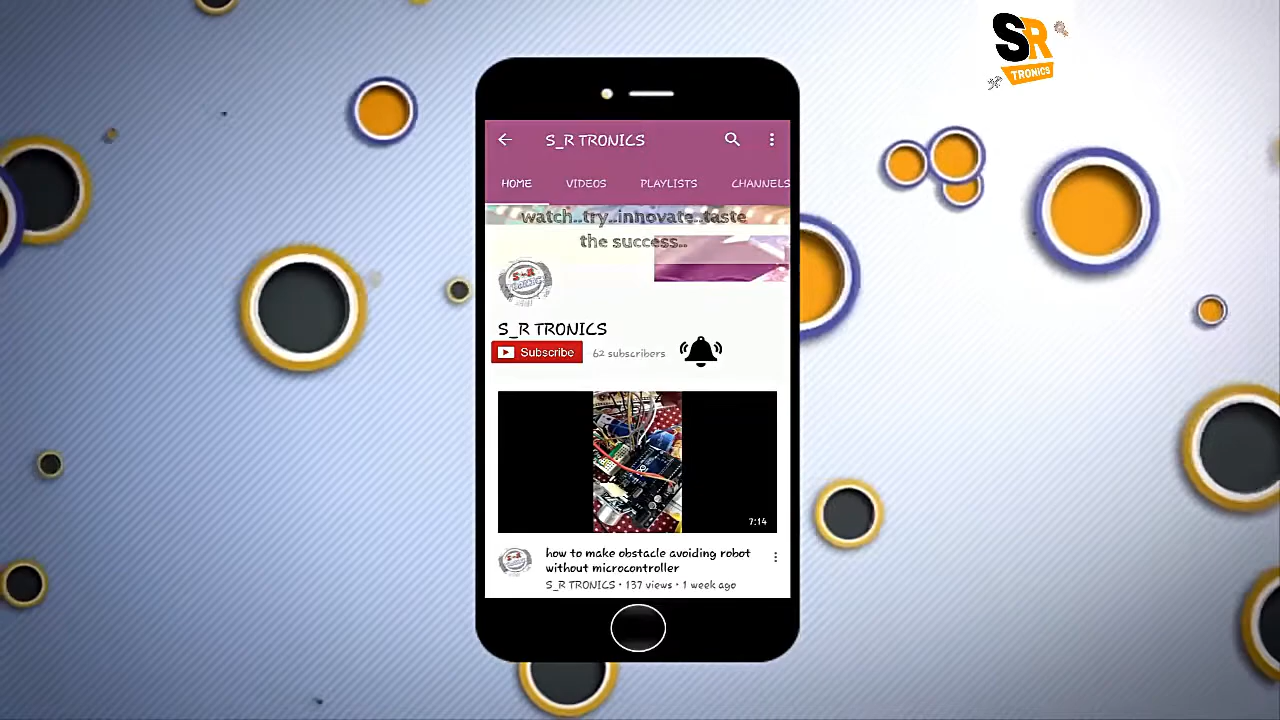 SR
TRONICS
S_R TRONICS
HOME VIDEOS PLAYLISTS CHANNELS
watch..try..innovate..taste
the success..
S_R TRONICS
Subscribe 62 subscribers
7:14
how to make obstacle avoiding robot
without microcontroller
S_R TRONICS • 137 views • 1 week ago